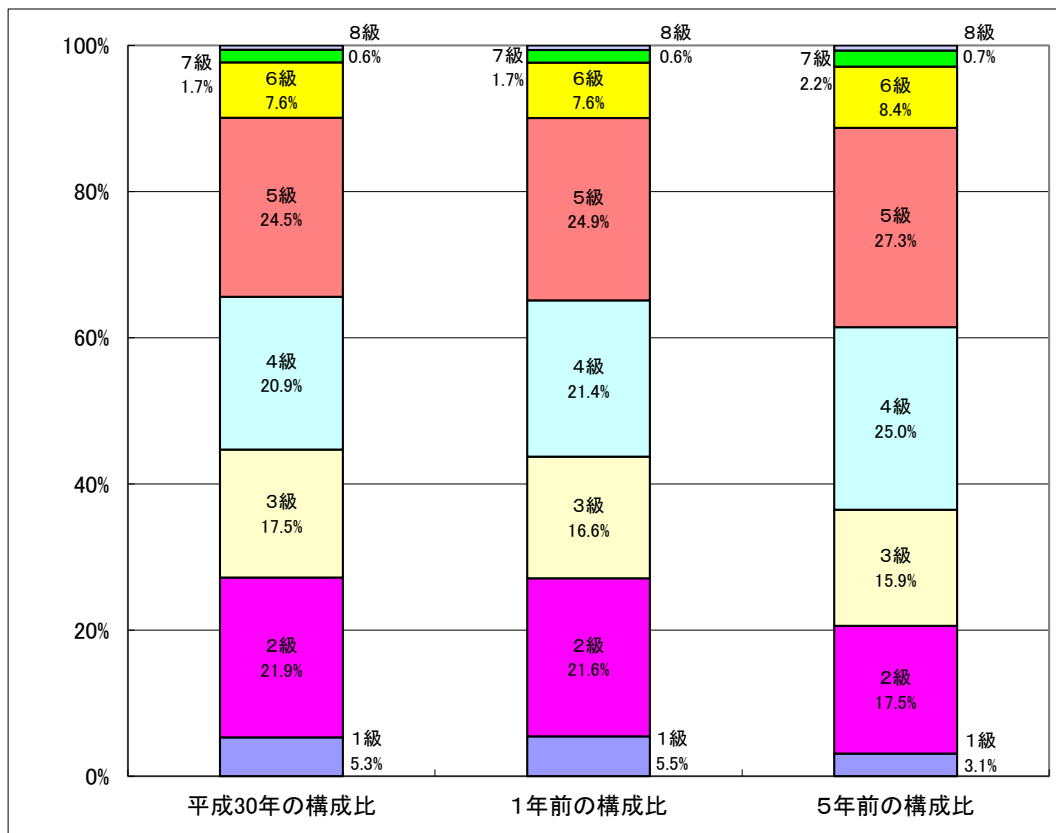 100%
80%
60%
40%
20%
0%
8級
0.6%
7級
1.7%
6級
7.6%
5級
24.5%
4級
20.9%
3級
17.5%
2級
21.9%
1級
5.3%
平成30年の構成比
8級
0.6%
7級
1.7%
6級
7.6%
5級
24.9%
4級
21.4%
3級
16.6%
2級
21.6%
1級
5.5%
1年前の構成比
8級
0.7%
7級
2.2%
6級
8.4%
5級
27.3%
4級
25.0%
3級
15.9%
2級
17.5%
1級
3.1%
5年前の構成比